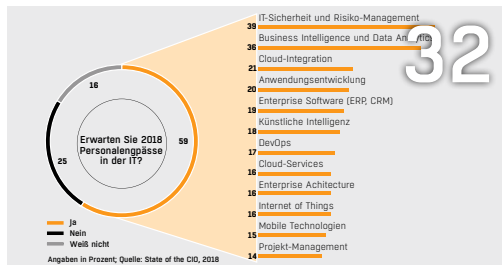 IT-Sicherheit und Risiko-Management
39
Business Intelligence und Data Analytics
36
32
Cloud-Integration
21
Anwendungsentwicklung
20
Enterprise Software (ERP, CRM)
19
Künstliche Intelligenz
18
DevOps
17
Cloud-Services
16
Enterprise Achitecture
16
Internet of Things
16
Mobile Technologien
15
Projekt-Management
14
16
59
25
Erwarten Sie 2018
Personalengpässe
in der IT?
Ja
Nein
Weiß nicht
Angaben in Prozent; Quelle: State of the CIO, 2018